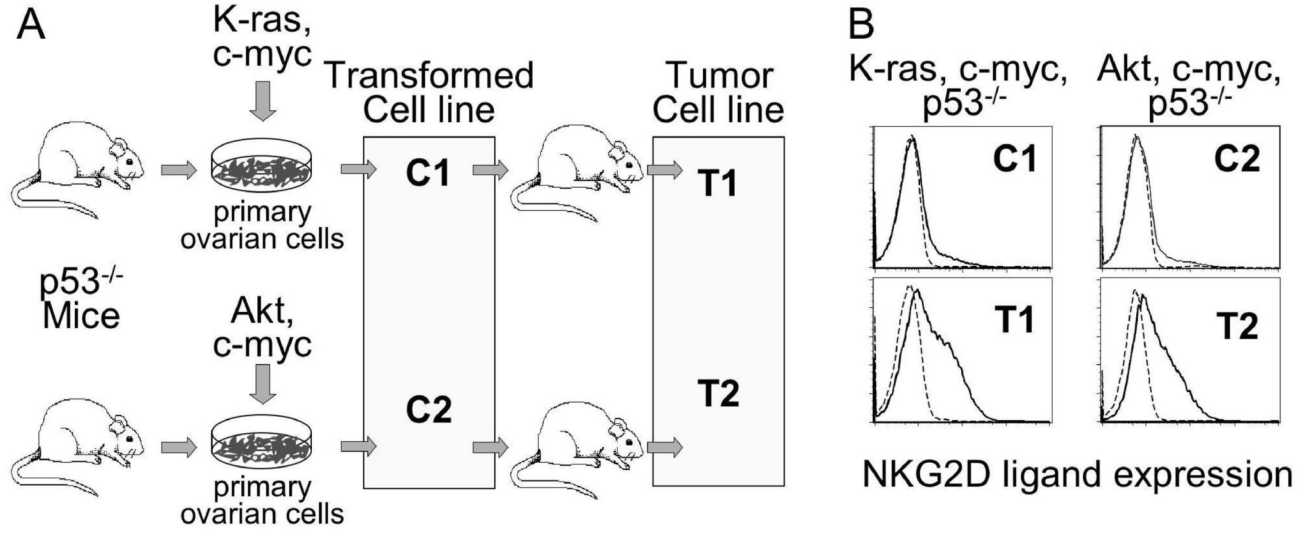 A
K-ras,
c-myc
Transformed
Cell line
Tumor
Cell line
C1
T1
primary
ovarian cells
p53-/-
Mice
Akt,
c-myc
C2
T2
primary
ovarian cells
B
K-ras, c-myc,
p53-/-
Akt, c-myc,
p53-/-
C1
C2
T1
T2
NKG2D ligand expression